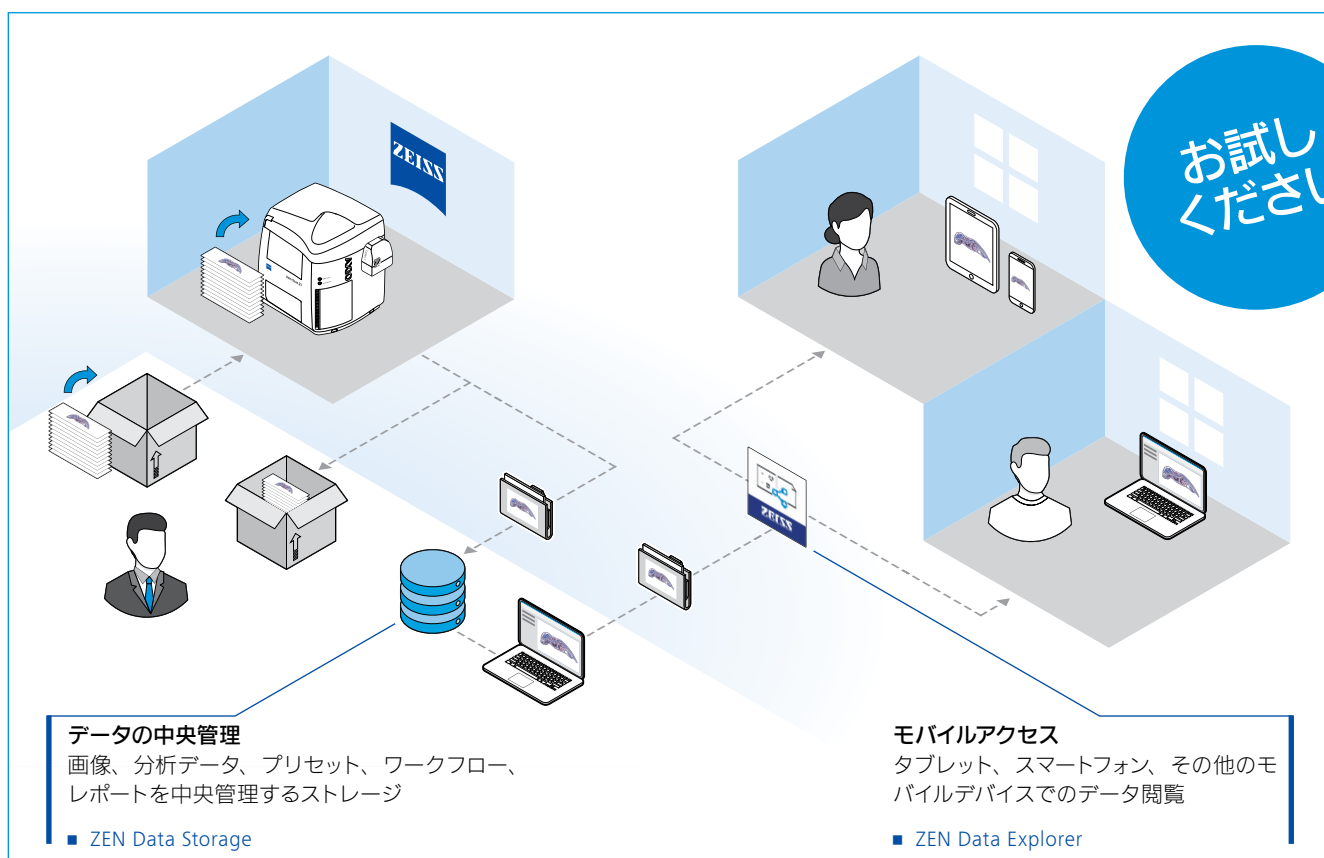 ZEISS
お試し
ください
ZEISS
データの中央管理
画像、分析データ、プリセット、ワークフロー、
レポートを中央管理するストレージ
■ ZEN Data Storage
モバイルアクセス
タブレット、スマートフォン、その他のモ
バイルデバイスでのデータ閲覧
■ ZEN Data Explorer